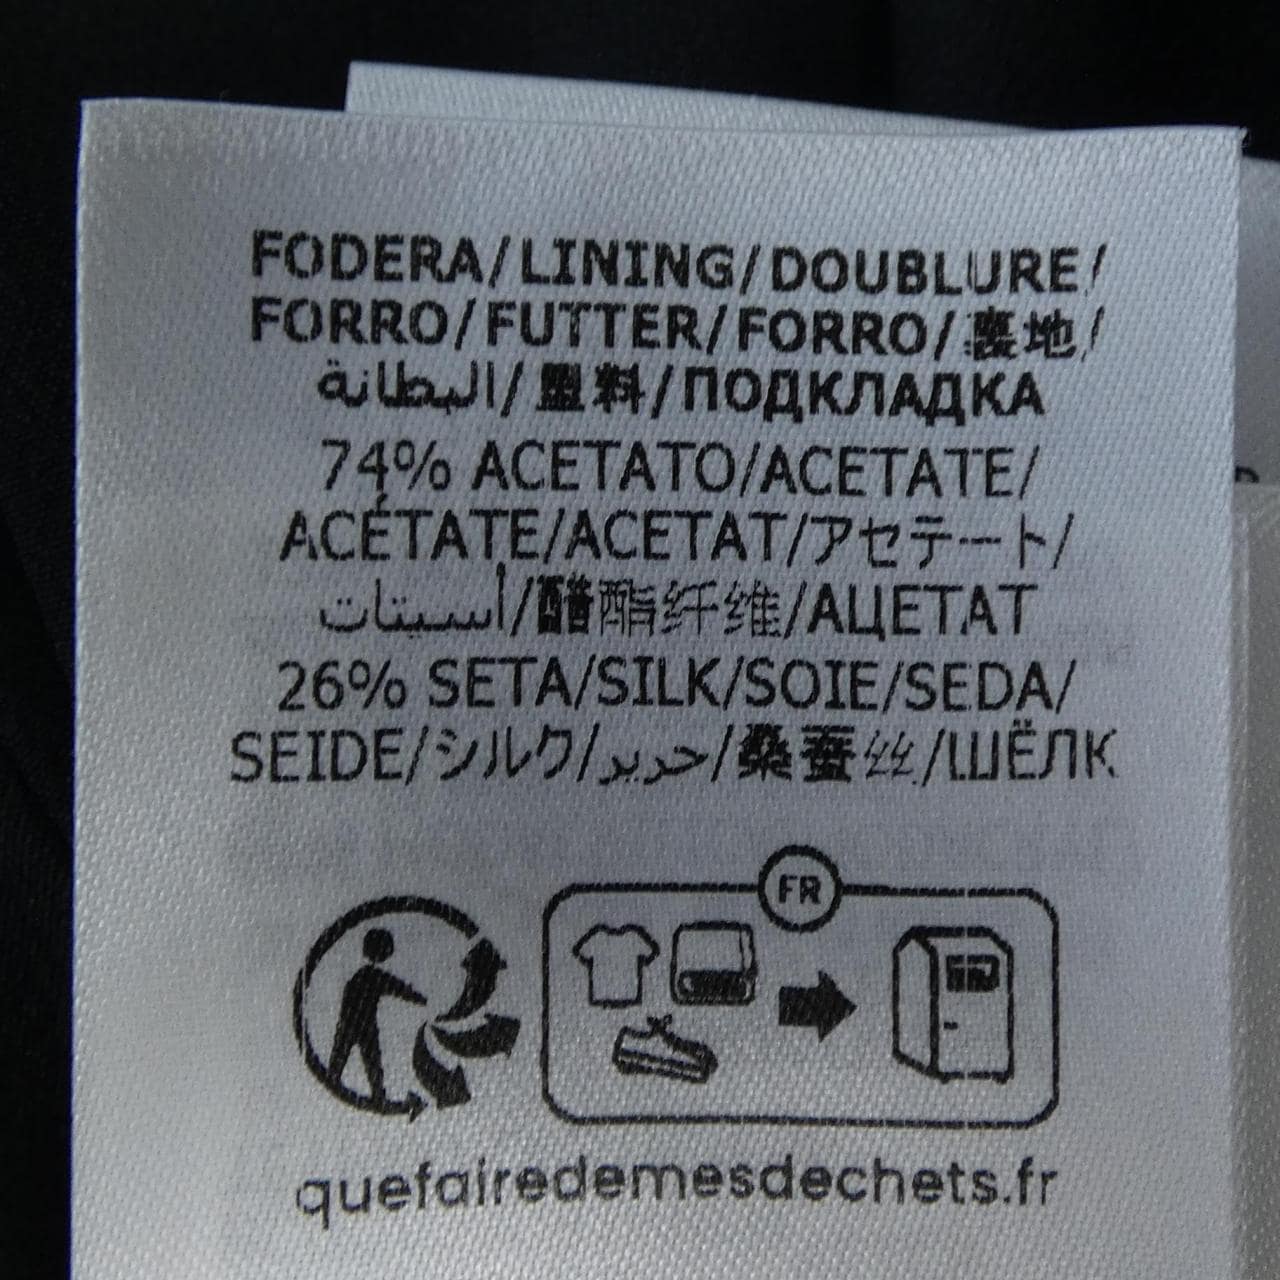 FODERA/LINING/DOUBLURE/
FORRO/FUTTER/FORRO/裏地/
البطانة/里料/ПОДКЛАДКА
74% ACETATO/ACETATE/
ACÉTATE/ACETAT/アセテート/
أسيتات/醋酯纤维/АЦЕТАТ
26% SETA/SILK/SOIE/SEDA/
SEIDE/シルク/حرير/桑蚕丝/ШЁЛК
FR
quefairedemesdechets.fr